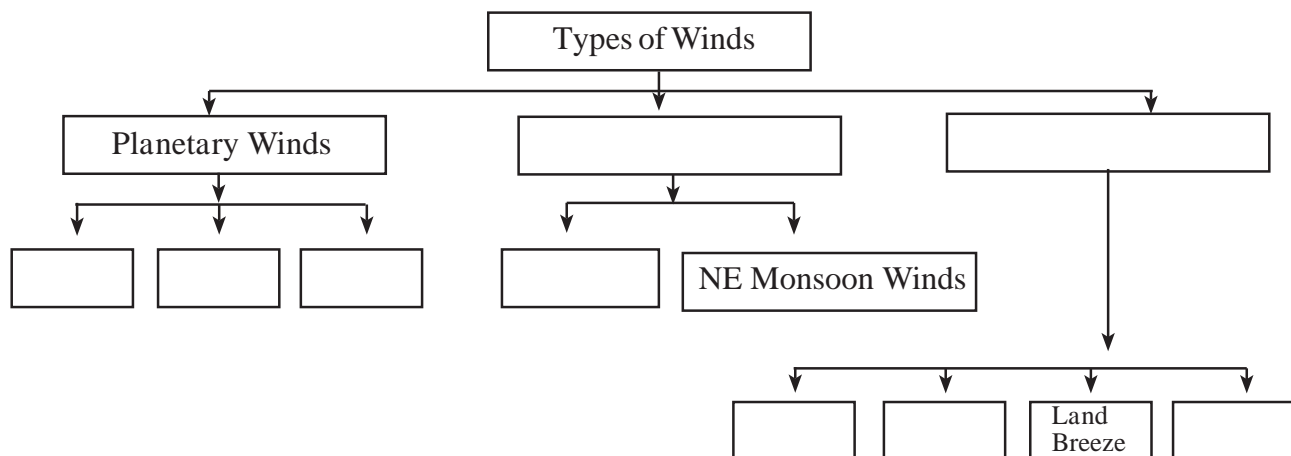 Types of Winds
Planetary Winds
NE Monsoon Winds
Land
Breeze